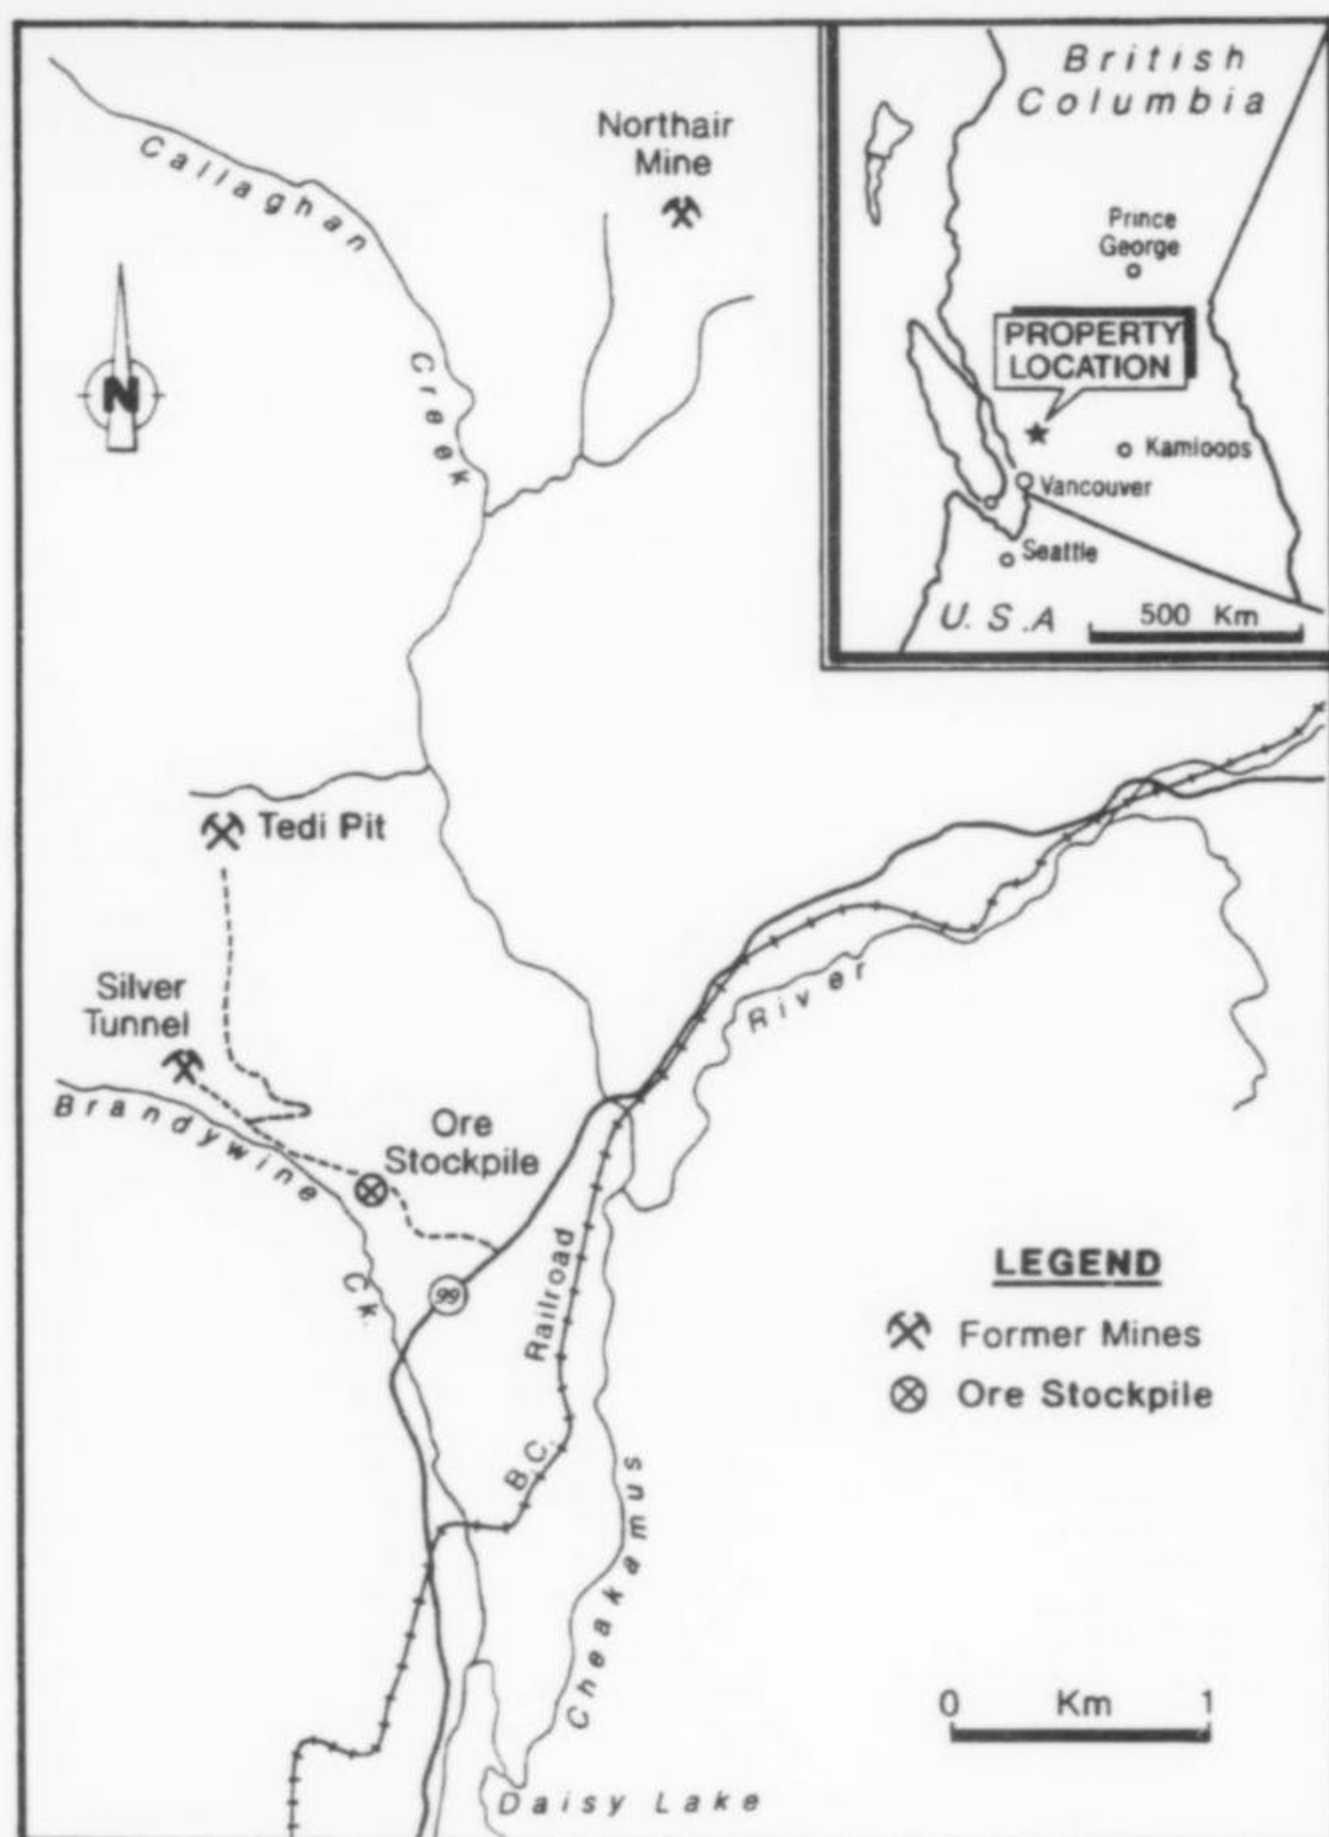 British
Columbia
Northair
Mine
Callaghan
Creek
Prince
George
N
PROPERTY
LOCATION
Kamloops
Vancouver
Seattle
U.S.A
500 Km
Tedi Pit
Silver
Tunnel
River
Brandywine
Ck.
Ore
Stockpile
99
B.C.
Railroad
Cheakamus
LEGEND
Former Mines
Ore Stockpile
0 Km 1
Daisy Lake